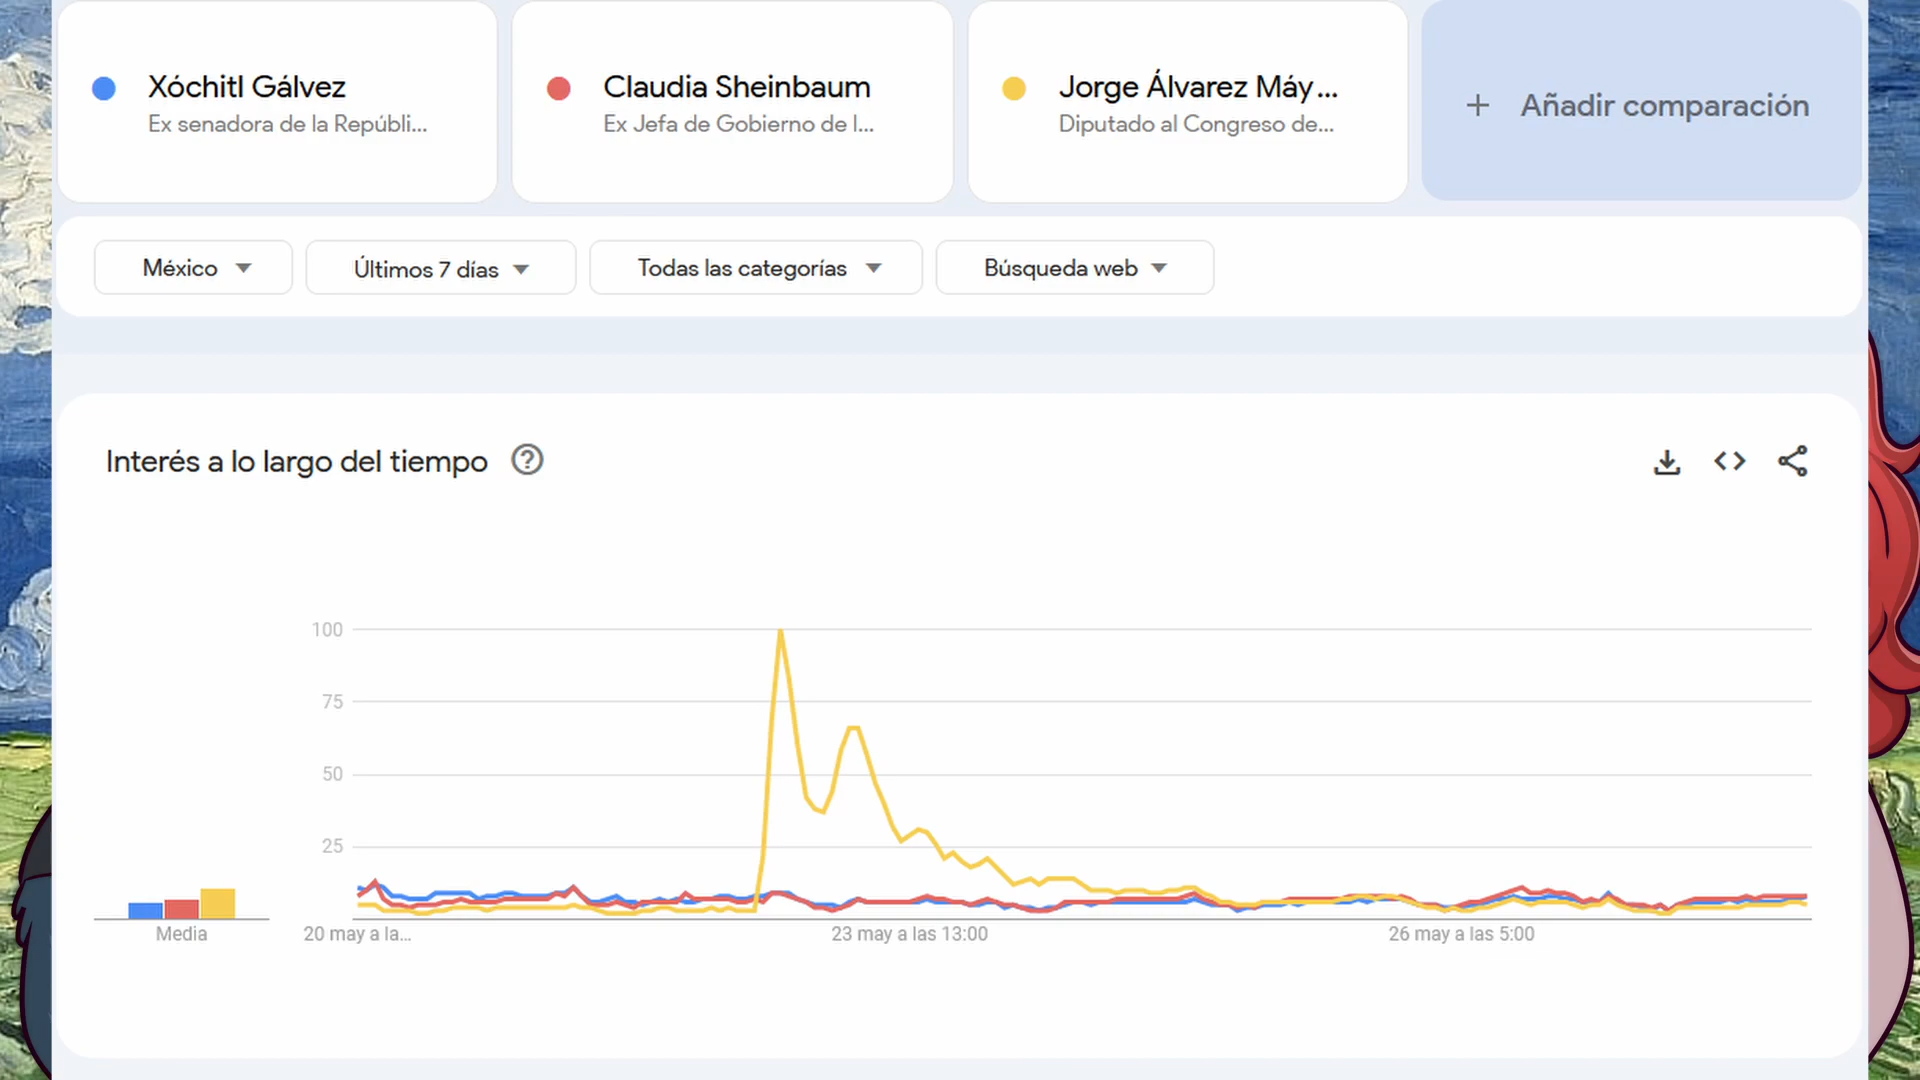 Xóchitl Gálvez
Ex senadora de la Repúbli...
Claudia Sheinbaum
Ex Jefa de Gobierno de l...
Jorge Álvarez Máy...
Diputado al Congreso de...
+ Añadir comparación
México
Últimos 7 días
Todas las categorías
Búsqueda web
Interés a lo largo del tiempo
100
75
50
25
Media
20 may a la...
23 may a las 13:00
26 may a las 5:00